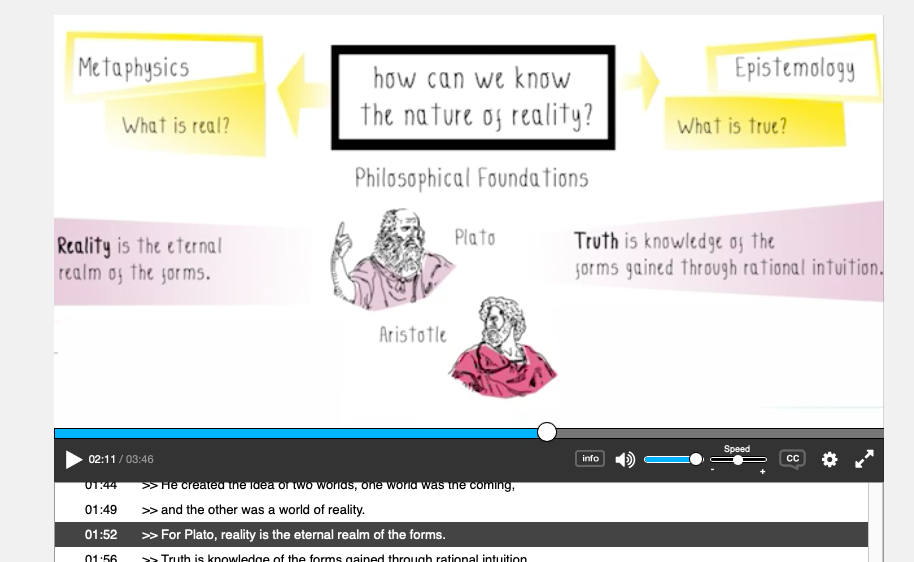 Metaphysics
how can we know
the nature of reality?
Epistemology
What is real?
What is true?
Philosophical Foundations
Reality is the eternal
realm of the forms.
Plato
Truth is knowledge of the
forms gained through rational intuition.
Aristotle
02:11 / 03:46
info
Speed
- +
CC
01:44 >> He created the idea of two worlds, one world was the coming,
01:49 >> and the other was a world of reality.
01:52 >> For Plato, reality is the eternal realm of the forms.
01:56 >> Truth is knowledge of the forms gained through rational intuition